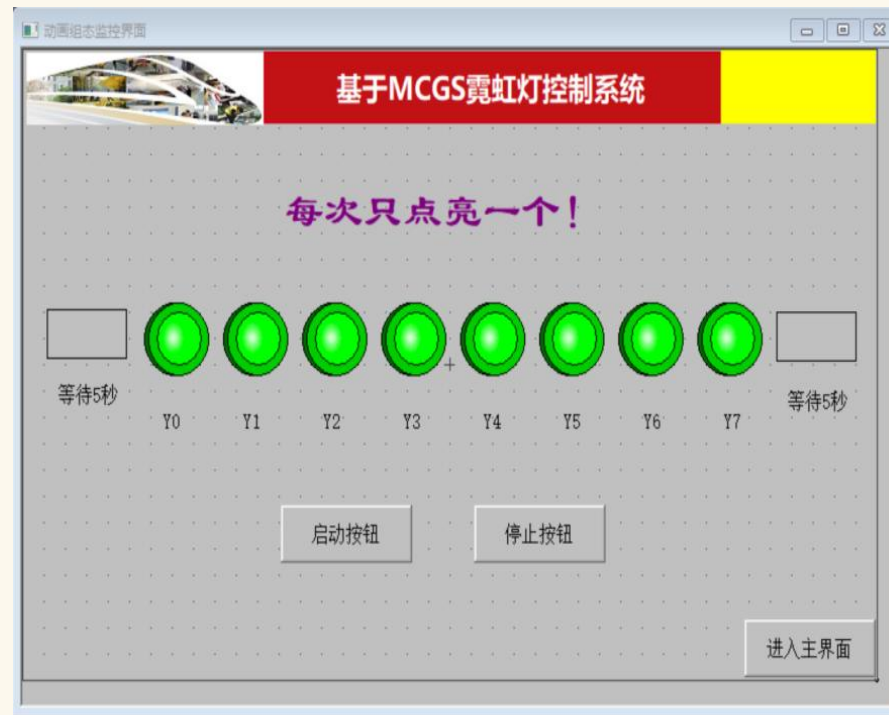 动画组态监控界面
基于MCGS霓虹灯控制系统
每次只点亮一个！
等待5秒
等待5秒
Y0 Y1 Y2 Y3 Y4 Y5 Y6 Y7
启动按钮 停止按钮
进入主界面